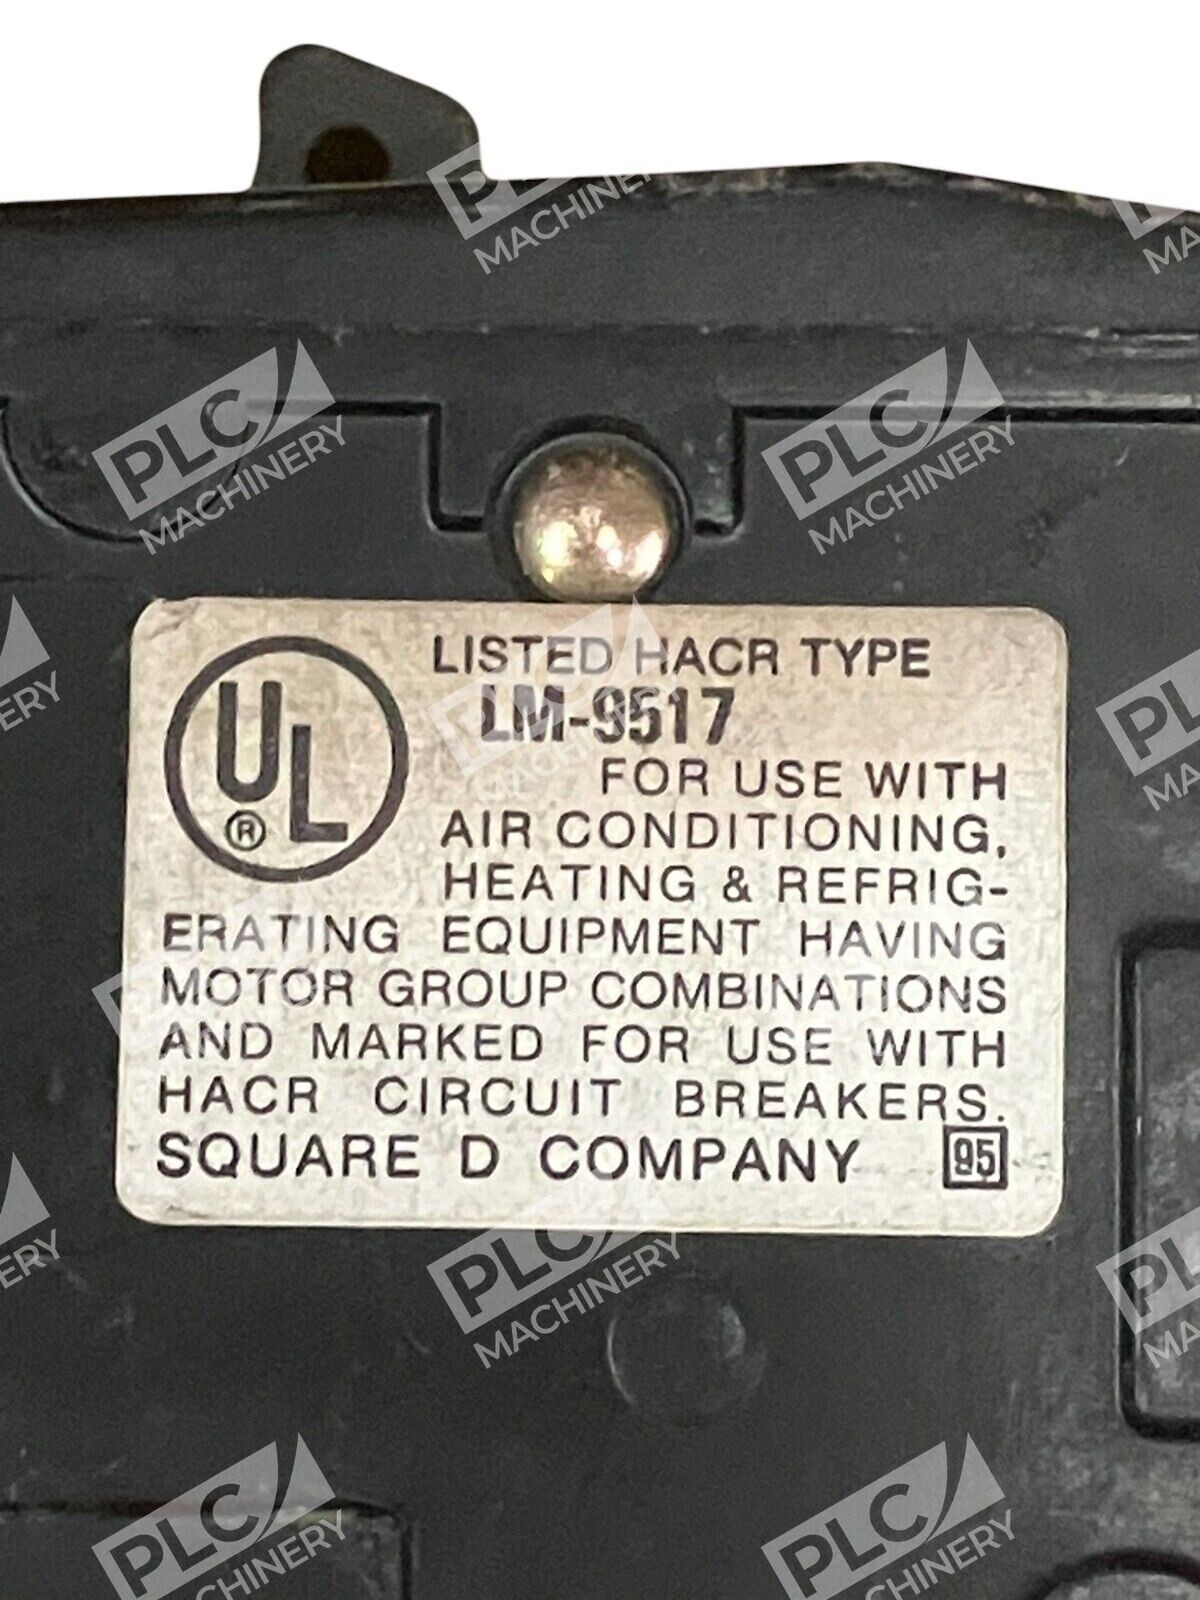 UL
®
LISTED HACR TYPE
LM-9517
FOR USE WITH
AIR CONDITIONING,
HEATING & REFRIG-
ERATING EQUIPMENT HAVING
MOTOR GROUP COMBINATIONS
AND MARKED FOR USE WITH
HACR CIRCUIT BREAKERS.
SQUARE D COMPANY 95
PLC
MACHINERY